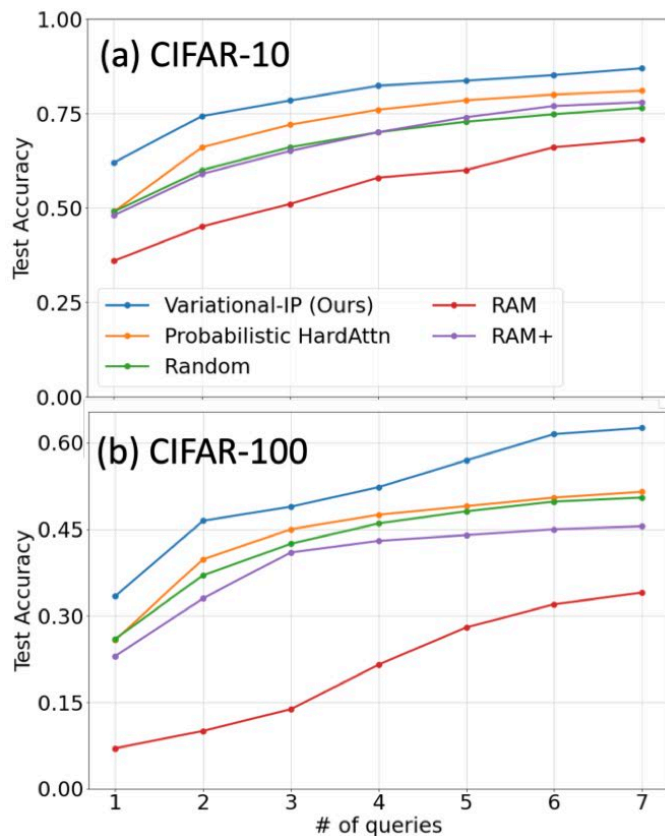 (a) CIFAR-10
1.00
0.75
0.50
0.25
0.00
Test Accuracy
Variational-IP (Ours)
Probabilistic HardAttn
Random
RAM
RAM+
(b) CIFAR-100
0.60
0.45
0.30
0.15
0.00
Test Accuracy
1 2 3 4 5 6 7
# of queries